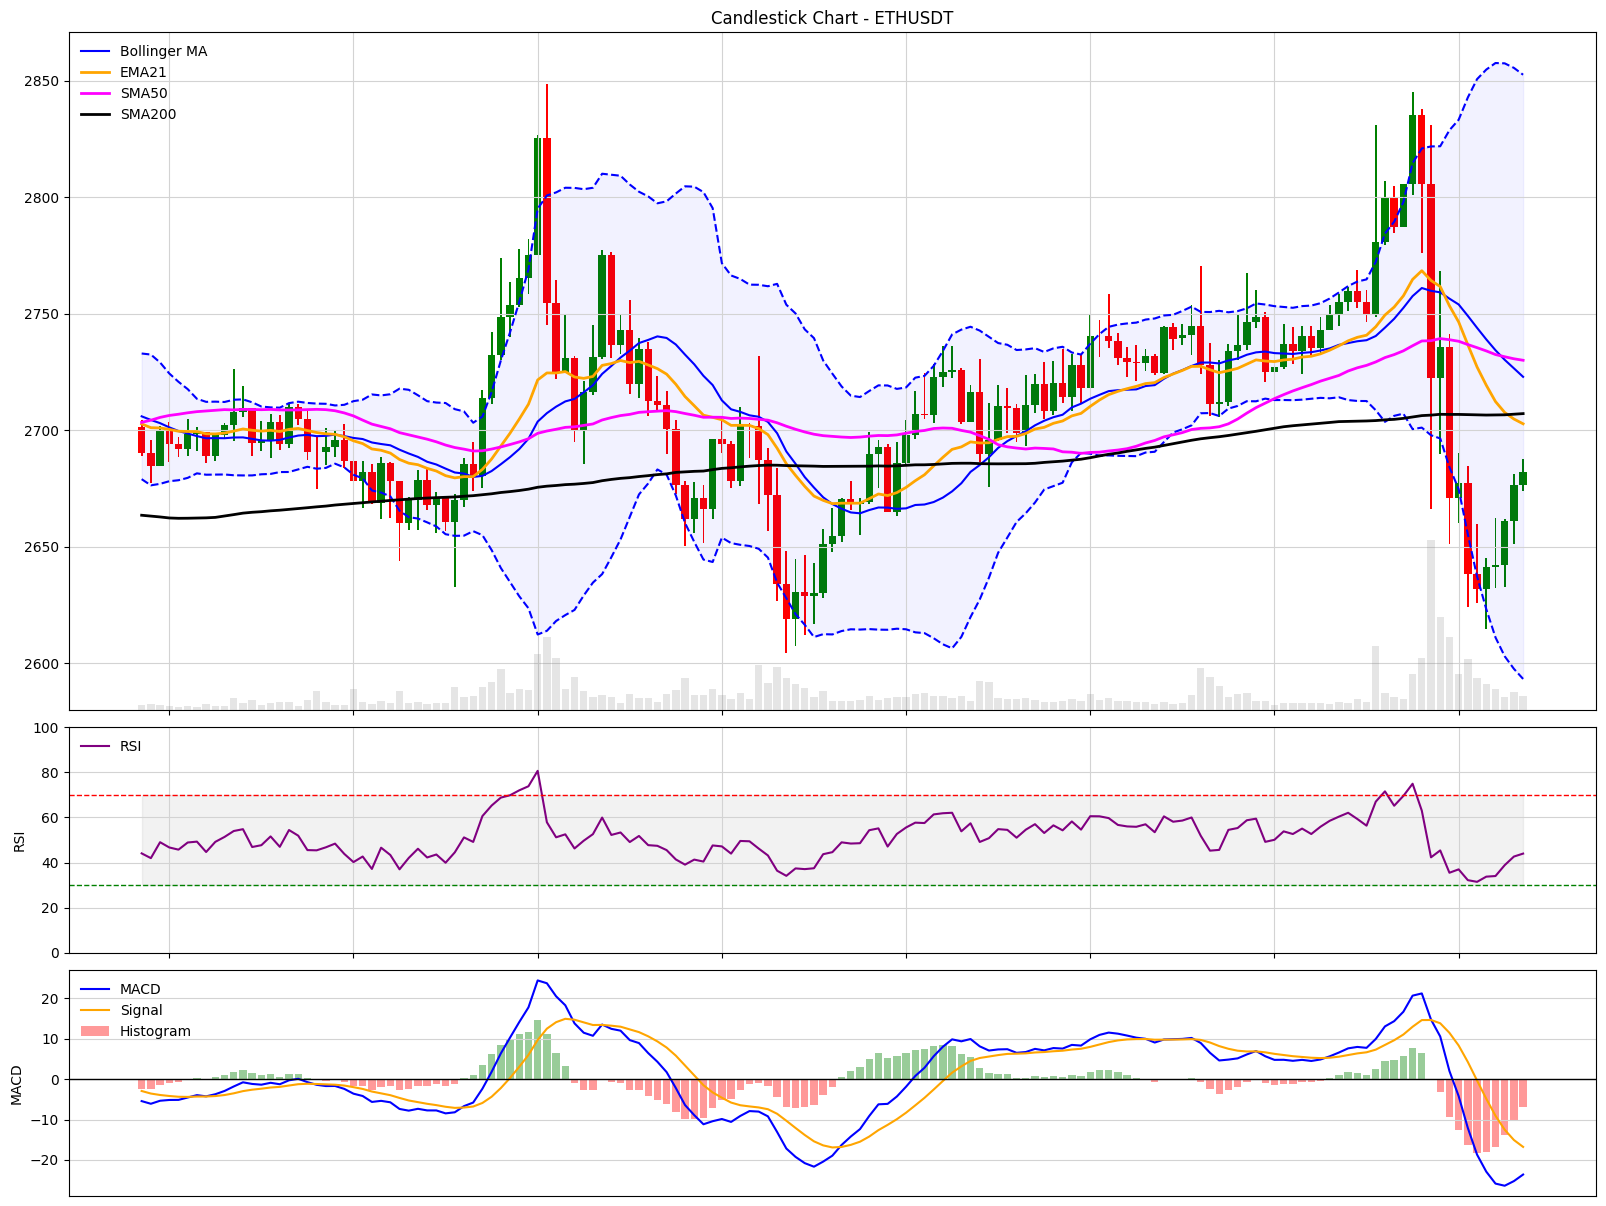 Candlestick Chart - ETHUSDT
Bollinger MA
EMA21
SMA50
SMA200
2850
2800
2750
2700
2650
2600
RSI
100
80
60
40
20
0
RSI
MACD
Signal
Histogram
20
10
0
−10
−20
MACD